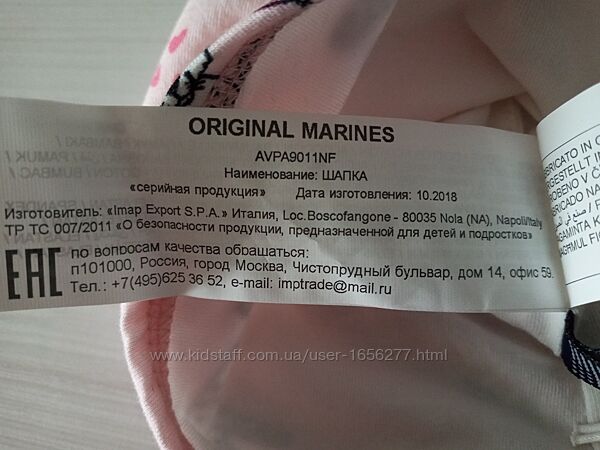 ORIGINAL MARINES
AVPA9011NF
Наименование: ШАПКА
«серийная продукция» Дата изготовления: 10.2018
Изготовитель: «Imap Export S.P.A.» Италия, Loc.Boscofangone - 80035 Nola (NA), Napoli/Italy
ТР ТС 007/2011 «О безопасности продукции, предназначенной для детей и подростков»
EAC
по вопросам качества обращаться:
п101000, Россия, город Москва, Чистопрудный бульвар, дом 14, офис 59.
Тел.: +7(495)625 36 52, e-mail: imptrade@mail.ru
www.kidstaff.com.ua/user-1656277.html